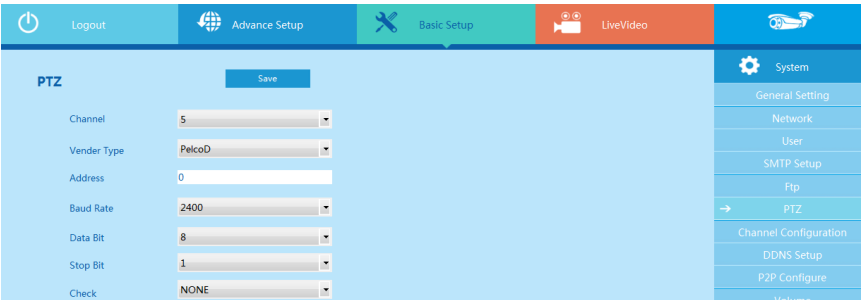 Logout
Advance Setup
Basic Setup
LiveVideo
PTZ
Save
Channel
5
Vender Type
PelcoD
Address
0
Baud Rate
2400
Data Bit
8
Stop Bit
1
Check
NONE
System
General Setting
Network
User
SMTP Setup
Ftp
PTZ
Channel Configuration
DDNS Setup
P2P Configure
Volume